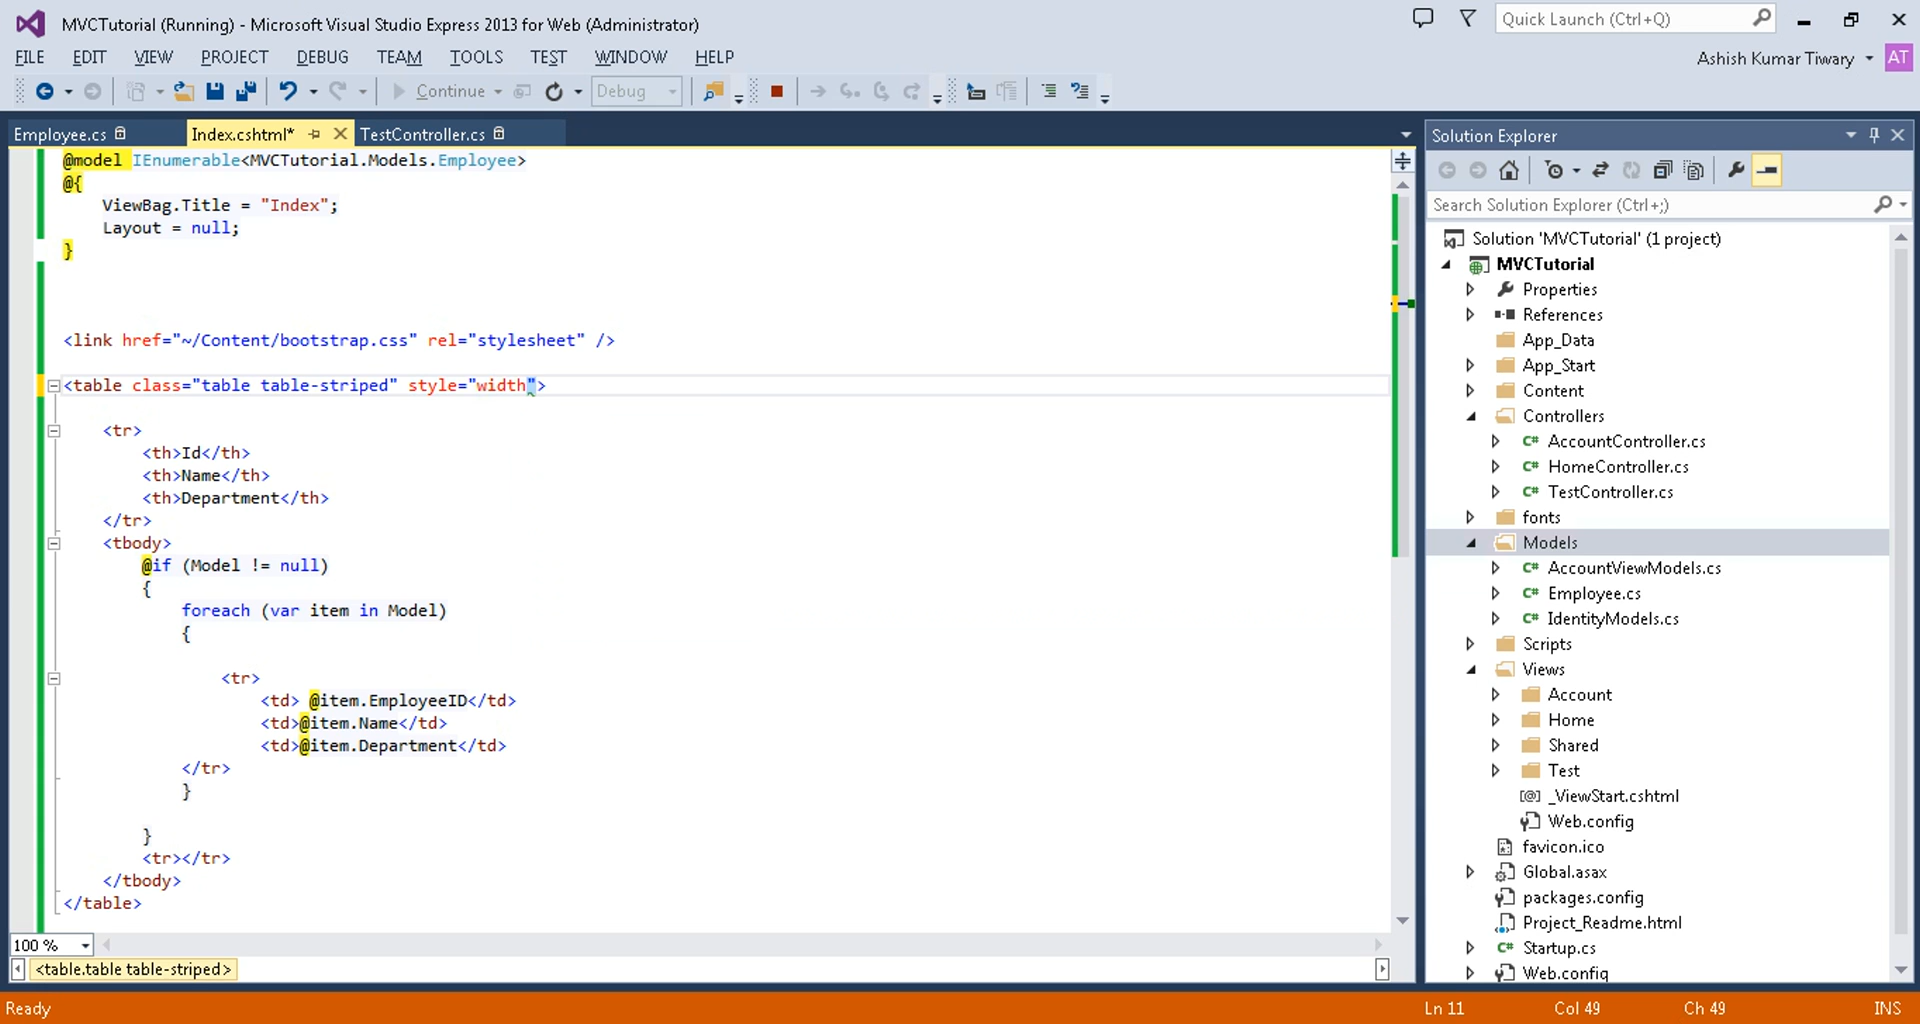 MVCTutorial (Running) - Microsoft Visual Studio Express 2013 for Web (Administrator)
Quick Launch (Ctrl+Q)
FILE EDIT VIEW PROJECT DEBUG TEAM TOOLS TEST WINDOW HELP
Ashish Kumar Tiwary AT
Continue Debug
Employee.cs Index.cshtml* TestController.cs
@model IEnumerable<MVCTutorial.Models.Employee>
@{
ViewBag.Title = "Index";
Layout = null;
}
<link href="~/Content/bootstrap.css" rel="stylesheet" />
<table class="table table-striped" style="width">
<tr>
<th>Id</th>
<th>Name</th>
<th>Department</th>
</tr>
<tbody>
@if (Model != null)
{
foreach (var item in Model)
{
<tr>
<td> @item.EmployeeID</td>
<td>@item.Name</td>
<td>@item.Department</td>
</tr>
}
}
<tr></tr>
</tbody>
</table>
100 %
<table.table table-striped>
Solution Explorer
Search Solution Explorer (Ctrl+;)
Solution 'MVCTutorial' (1 project)
MVCTutorial
Properties
References
App_Data
App_Start
Content
Controllers
C# AccountController.cs
C# HomeController.cs
C# TestController.cs
fonts
Models
C# AccountViewModels.cs
C# Employee.cs
C# IdentityModels.cs
Scripts
Views
Account
Home
Shared
Test
[@] _ViewStart.cshtml
Web.config
favicon.ico
Global.asax
packages.config
Project_Readme.html
C# Startup.cs
Web.config
Ready Ln 11 Col 49 Ch 49 INS